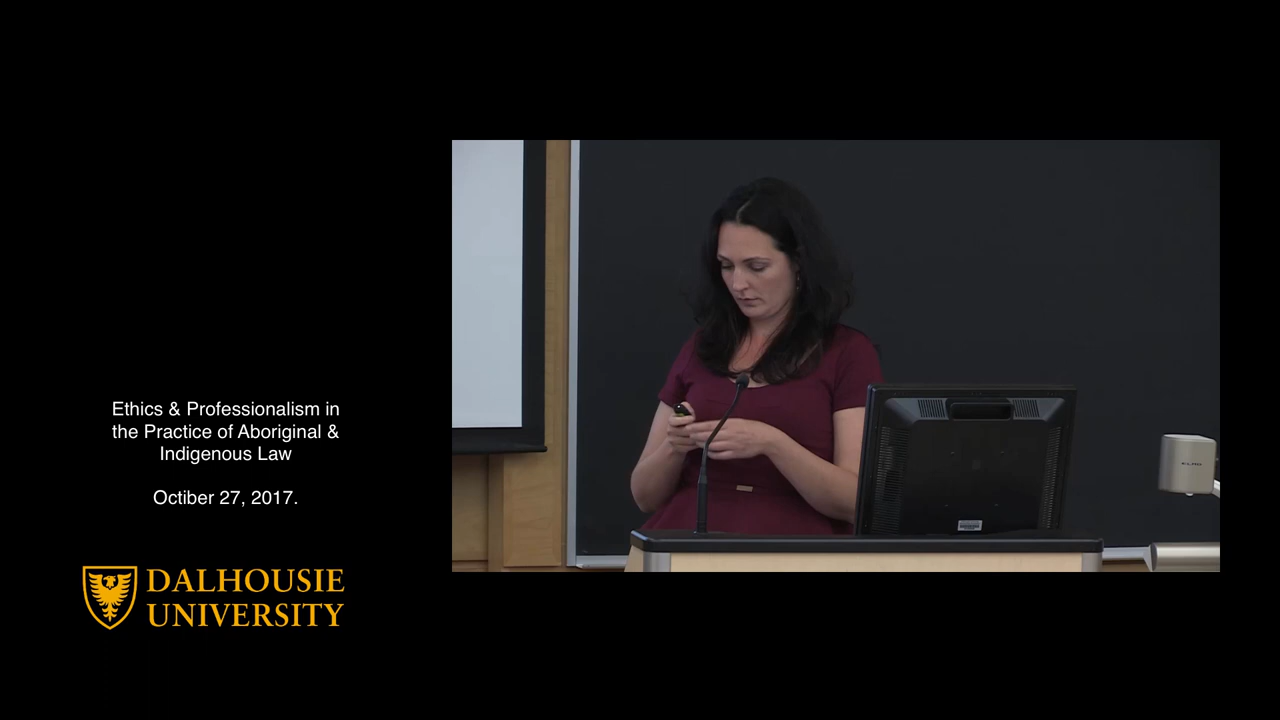 Ethics & Professionalism in
the Practice of Aboriginal &
Indigenous Law
Octiber 27, 2017.
DALHOUSIE
UNIVERSITY